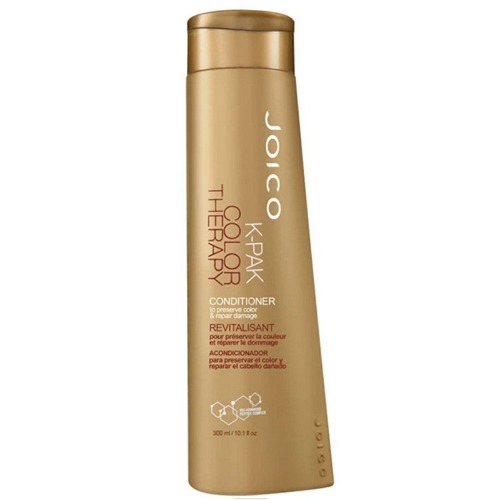 JOICO
K-PAK
COLOR
THERAPY
CONDITIONER
to preserve color
& repair damage
REVITALISANT
pour préserver la couleur
et réparer le dommage
ACONDICIONADOR
para preservar el color y
reparar el cabello dañado
300 ml / 10.1 fl oz
JOICO